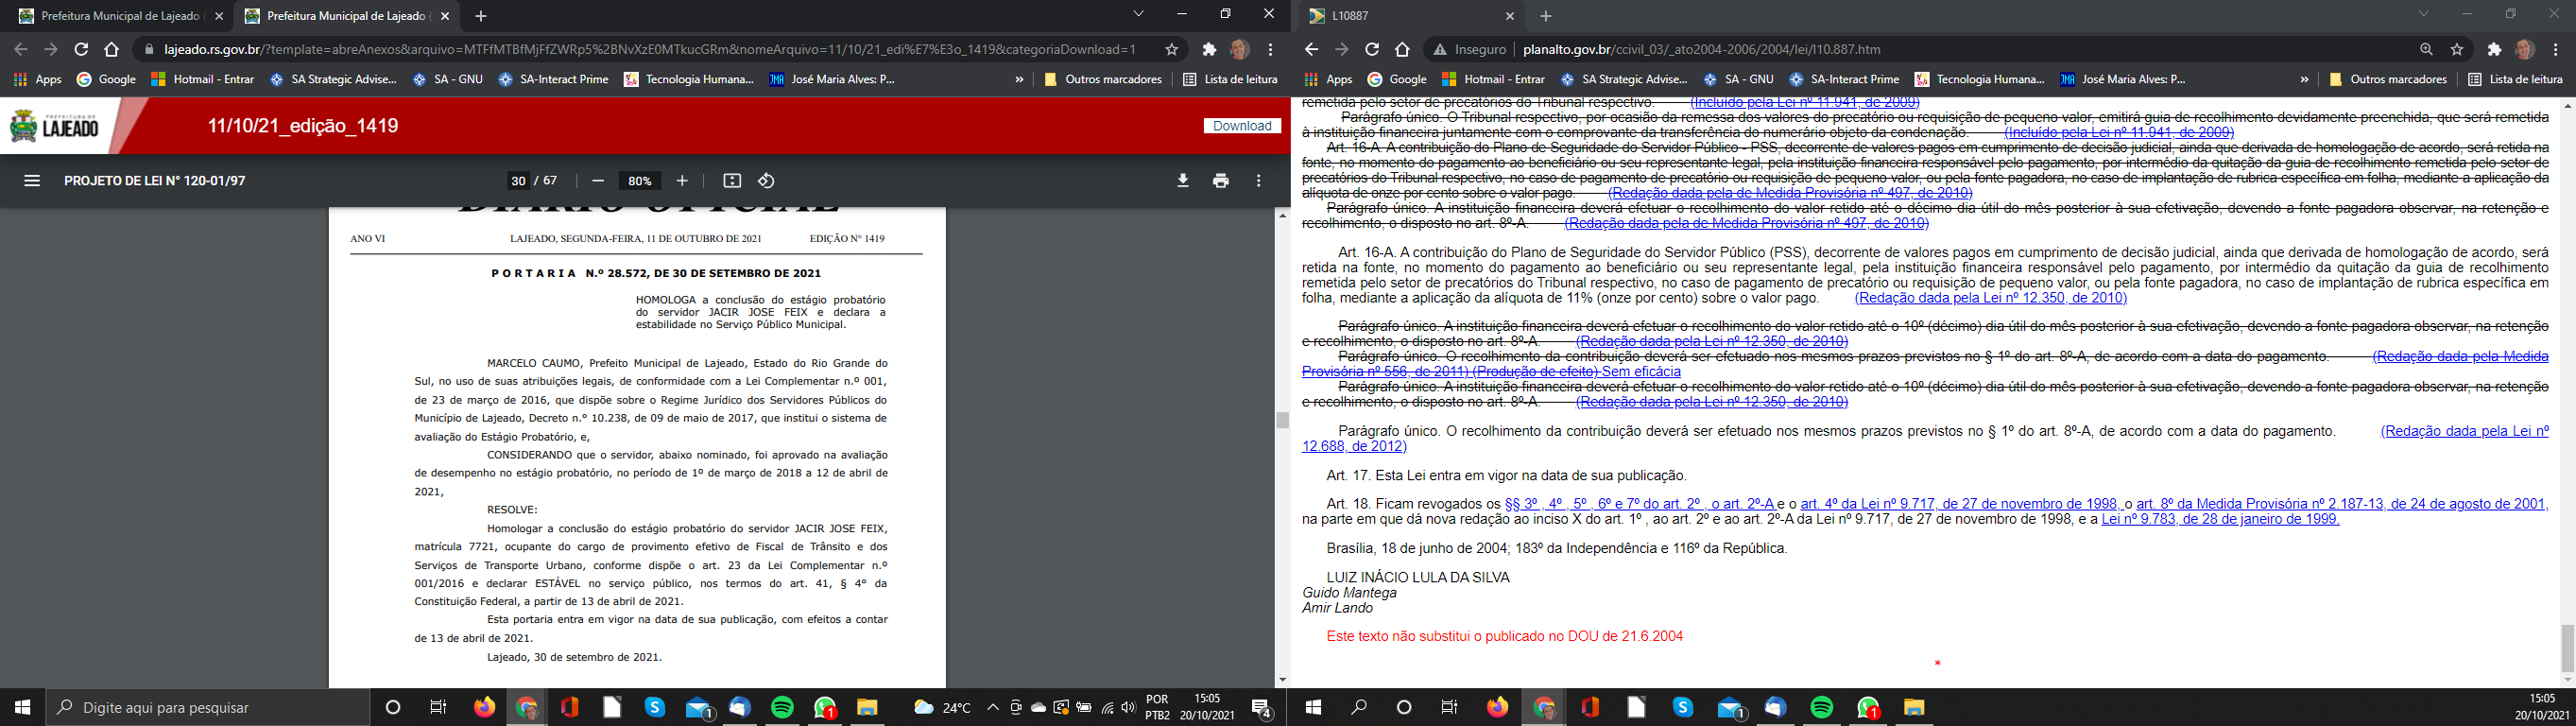 Prefeitura Municipal de Lajeado (
Prefeitura Municipal de Lajeado (
lajeado.rs.gov.br/?template=abreAnexos&arquivo=MTFfMTBfMjFfZWRp5%2BNvXzE0MTkucGRm&nomeArquivo=11/10/21_edi%E7%E3o_1419&categoriaDownload=1
Apps Google Hotmail - Entrar SA Strategic Advise... SA - GNU SA-Interact Prime Tecnologia Humana... José Maria Alves: P... » Outros marcadores Lista de leitura
LAJEADO 11/10/21_edição_1419 Download
PROJETO DE LEI N° 120-01/97 30 / 67 80%
DIÁRIO OFICIAL
ANO VI LAJEADO, SEGUNDA-FEIRA, 11 DE OUTUBRO DE 2021 EDIÇÃO N° 1419
P O R T A R I A N.º 28.572, DE 30 DE SETEMBRO DE 2021
HOMOLOGA a conclusão do estágio probatório
do servidor JACIR JOSE FEIX e declara a
estabilidade no Serviço Público Municipal.
MARCELO CAUMO, Prefeito Municipal de Lajeado, Estado do Rio Grande do
Sul, no uso de suas atribuições legais, de conformidade com a Lei Complementar n.º 001,
de 23 de março de 2016, que dispõe sobre o Regime Jurídico dos Servidores Públicos do
Município de Lajeado, Decreto n.º 10.238, de 09 de maio de 2017, que institui o sistema de
avaliação do Estágio Probatório, e,
CONSIDERANDO que o servidor, abaixo nominado, foi aprovado na avaliação
de desempenho no estágio probatório, no período de 1º de março de 2018 a 12 de abril de
2021,
RESOLVE:
Homologar a conclusão do estágio probatório do servidor JACIR JOSE FEIX,
matrícula 7721, ocupante do cargo de provimento efetivo de Fiscal de Trânsito e dos
Serviços de Transporte Urbano, conforme dispõe o art. 23 da Lei Complementar n.º
001/2016 e declarar ESTÁVEL no serviço público, nos termos do art. 41, § 4° da
Constituição Federal, a partir de 13 de abril de 2021.
Esta portaria entra em vigor na data de sua publicação, com efeitos a contar
de 13 de abril de 2021.
Lajeado, 30 de setembro de 2021.
Digite aqui para pesquisar 1 1 24°C POR PTB2 15:05 20/10/2021 4
L10887
Inseguro planalto.gov.br/ccivil_03/_ato2004-2006/2004/lei/l10.887.htm
Apps Google Hotmail - Entrar SA Strategic Advise... SA - GNU SA-Interact Prime Tecnologia Humana... José Maria Alves: P... » Outros marcadores Lista de leitura
remetida pelo setor de precatórios do Tribunal respectivo. (Incluído pela Lei nº 11.941, de 2009)
Parágrafo único. O Tribunal respectivo, por ocasião da remessa dos valores do precatório ou requisição de pequeno valor, emitirá guia de recolhimento devidamente preenchida, que será remetida
à instituição financeira juntamente com o comprovante da transferência do numerário objeto da condenação. (Incluído pela Lei nº 11.941, de 2009)
Art. 16-A. A contribuição do Plano de Seguridade do Servidor Público - PSS, decorrente de valores pagos em cumprimento de decisão judicial, ainda que derivada de homologação de acordo, será retida na
fonte, no momento do pagamento ao beneficiário ou seu representante legal, pela instituição financeira responsável pelo pagamento, por intermédio da quitação da guia de recolhimento remetida pelo setor de
precatórios do Tribunal respectivo, no caso de pagamento de precatório ou requisição de pequeno valor, ou pela fonte pagadora, no caso de implantação de rubrica específica em folha, mediante a aplicação da
alíquota de onze por cento sobre o valor pago. (Redação dada pela de Medida Provisória nº 497, de 2010)
Parágrafo único. A instituição financeira deverá efetuar o recolhimento do valor retido até o décimo dia útil do mês posterior à sua efetivação, devendo a fonte pagadora observar, na retenção e
recolhimento, o disposto no art. 8º-A. (Redação dada pela de Medida Provisória nº 497, de 2010)
Art. 16-A. A contribuição do Plano de Seguridade do Servidor Público (PSS), decorrente de valores pagos em cumprimento de decisão judicial, ainda que derivada de homologação de acordo, será
retida na fonte, no momento do pagamento ao beneficiário ou seu representante legal, pela instituição financeira responsável pelo pagamento, por intermédio da quitação da guia de recolhimento
remetida pelo setor de precatórios do Tribunal respectivo, no caso de pagamento de precatório ou requisição de pequeno valor, ou pela fonte pagadora, no caso de implantação de rubrica específica em
folha, mediante a aplicação da alíquota de 11% (onze por cento) sobre o valor pago. (Redação dada pela Lei nº 12.350, de 2010)
Parágrafo único. A instituição financeira deverá efetuar o recolhimento do valor retido até o 10º (décimo) dia útil do mês posterior à sua efetivação, devendo a fonte pagadora observar, na retenção
e recolhimento, o disposto no art. 8º-A. (Redação dada pela Lei nº 12.350, de 2010)
Parágrafo único. O recolhimento da contribuição deverá ser efetuado nos mesmos prazos previstos no § 1º do art. 8º-A, de acordo com a data do pagamento. (Redação dada pela Medida
Provisória nº 556, de 2011) (Produção de efeito) Sem eficácia
Parágrafo único. A instituição financeira deverá efetuar o recolhimento do valor retido até o 10º (décimo) dia útil do mês posterior à sua efetivação, devendo a fonte pagadora observar, na retenção
e recolhimento, o disposto no art. 8º-A. (Redação dada pela Lei nº 12.350, de 2010)
Parágrafo único. O recolhimento da contribuição deverá ser efetuado nos mesmos prazos previstos no § 1º do art. 8º-A, de acordo com a data do pagamento. (Redação dada pela Lei nº
12.688, de 2012)
Art. 17. Esta Lei entra em vigor na data de sua publicação.
Art. 18. Ficam revogados os §§ 3º , 4º , 5º , 6º e 7º do art. 2º , o art. 2º-A e o art. 4º da Lei nº 9.717, de 27 de novembro de 1998, o art. 8º da Medida Provisória nº 2.187-13, de 24 de agosto de 2001,
na parte em que dá nova redação ao inciso X do art. 1º , ao art. 2º e ao art. 2º-A da Lei nº 9.717, de 27 de novembro de 1998, e a Lei nº 9.783, de 28 de janeiro de 1999.
Brasília, 18 de junho de 2004; 183º da Independência e 116º da República.
LUIZ INÁCIO LULA DA SILVA
Guido Mantega
Amir Lando
Este texto não substitui o publicado no DOU de 21.6.2004
*
1 1 15:05
20/10/2021